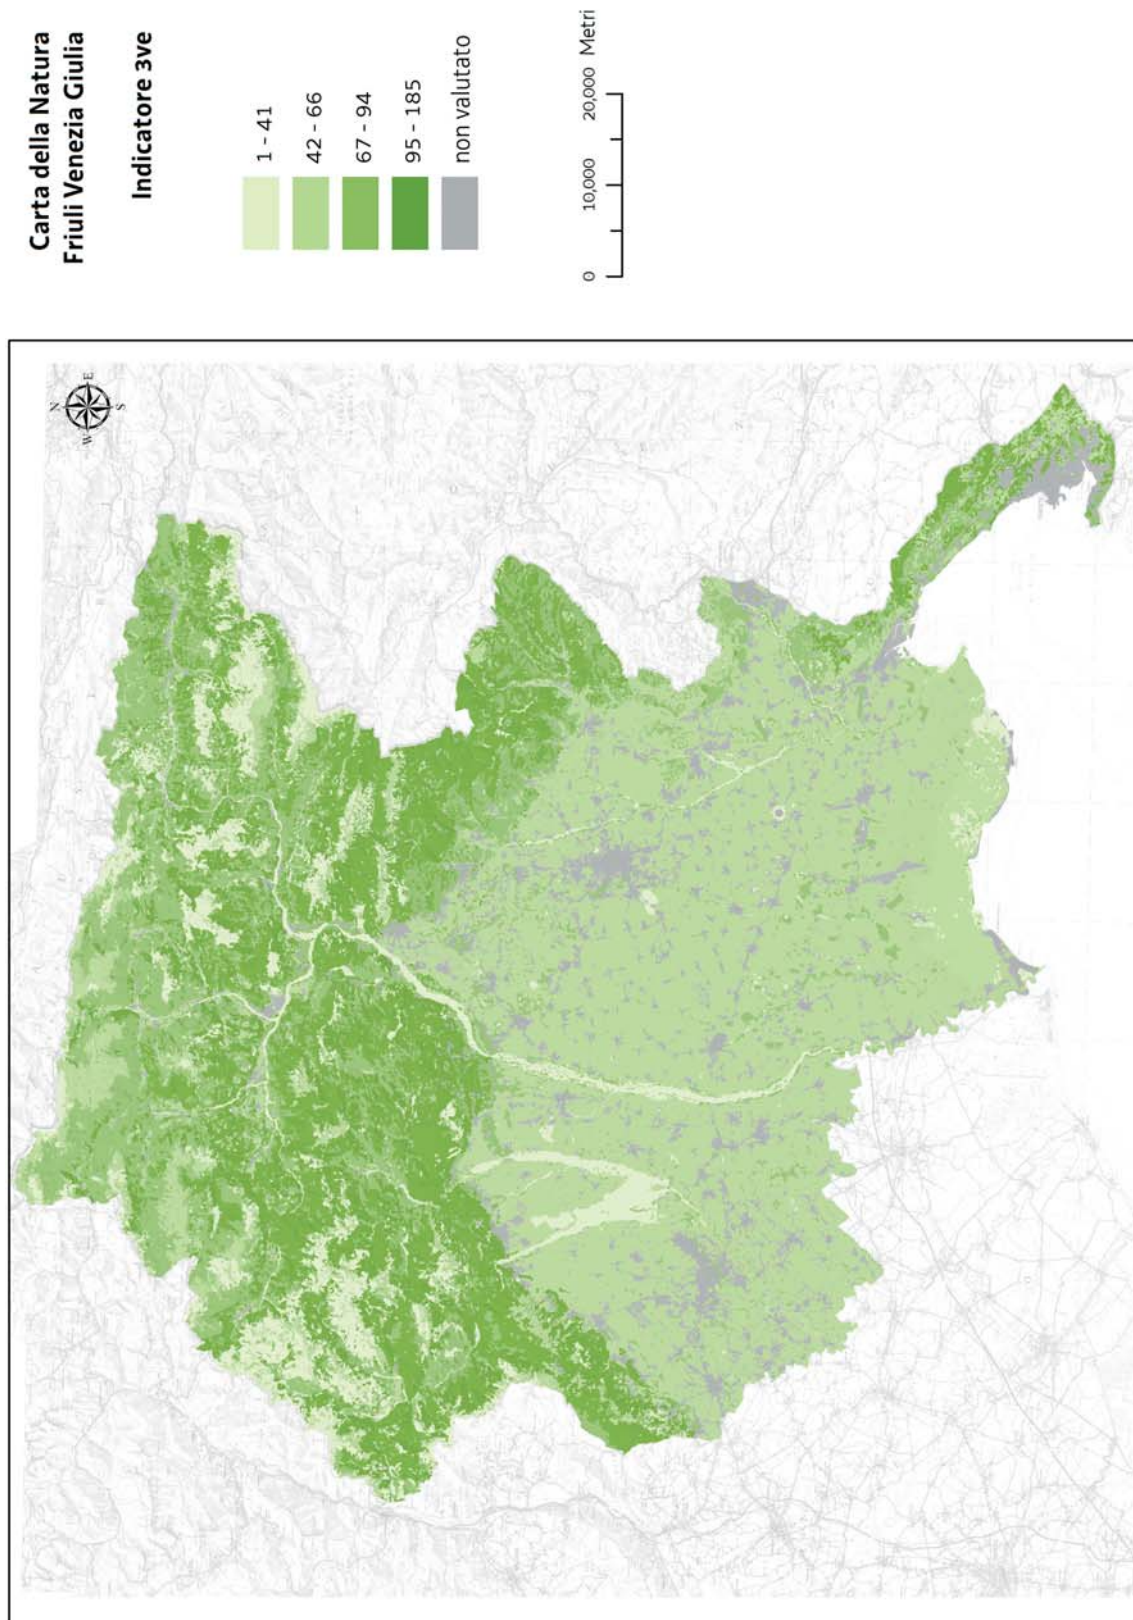 Carta della Natura
Friuli Venezia Giulia
Indicatore 3ve
1 - 41
42 - 66
67 - 94
95 - 185
non valutato
0 10,000 20,000 Metri
N
W E
S